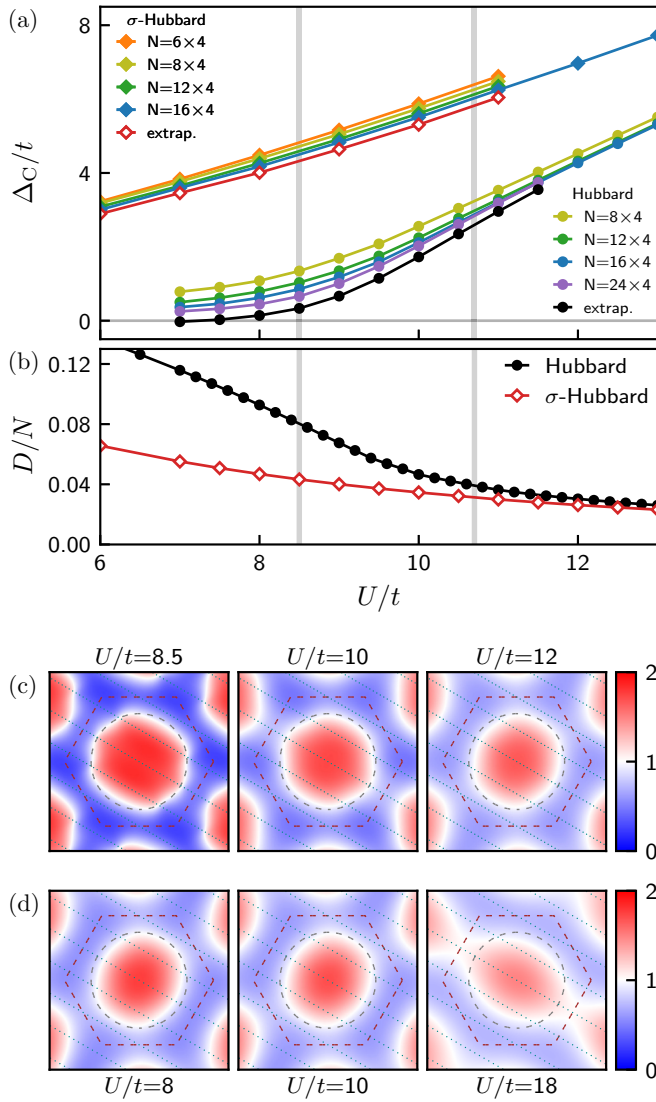 (a)
σ-Hubbard
N=6×4
N=8×4
N=12×4
N=16×4
extrap.
8
4
0
Δ_C/t
Hubbard
N=8×4
N=12×4
N=16×4
N=24×4
extrap.
(b)
0.12
0.08
0.04
0.00
D/N
Hubbard
σ-Hubbard
6 8 10 12
U/t
U/t=8.5 U/t=10 U/t=12
(c)
2
1
0
(d)
2
1
0
U/t=8 U/t=10 U/t=18